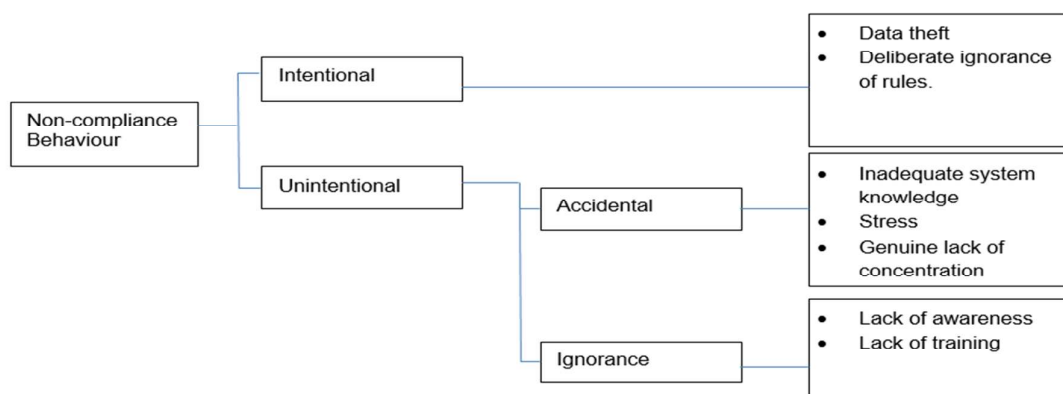 Non-compliance
Behaviour
Intentional
• Data theft
• Deliberate ignorance
of rules.
Unintentional
Accidental
• Inadequate system
knowledge
• Stress
• Genuine lack of
concentration
Ignorance
• Lack of awareness
• Lack of training